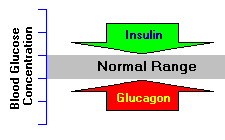 Blood Glucose
Concentration
Insulin
Normal Range
Glucagon